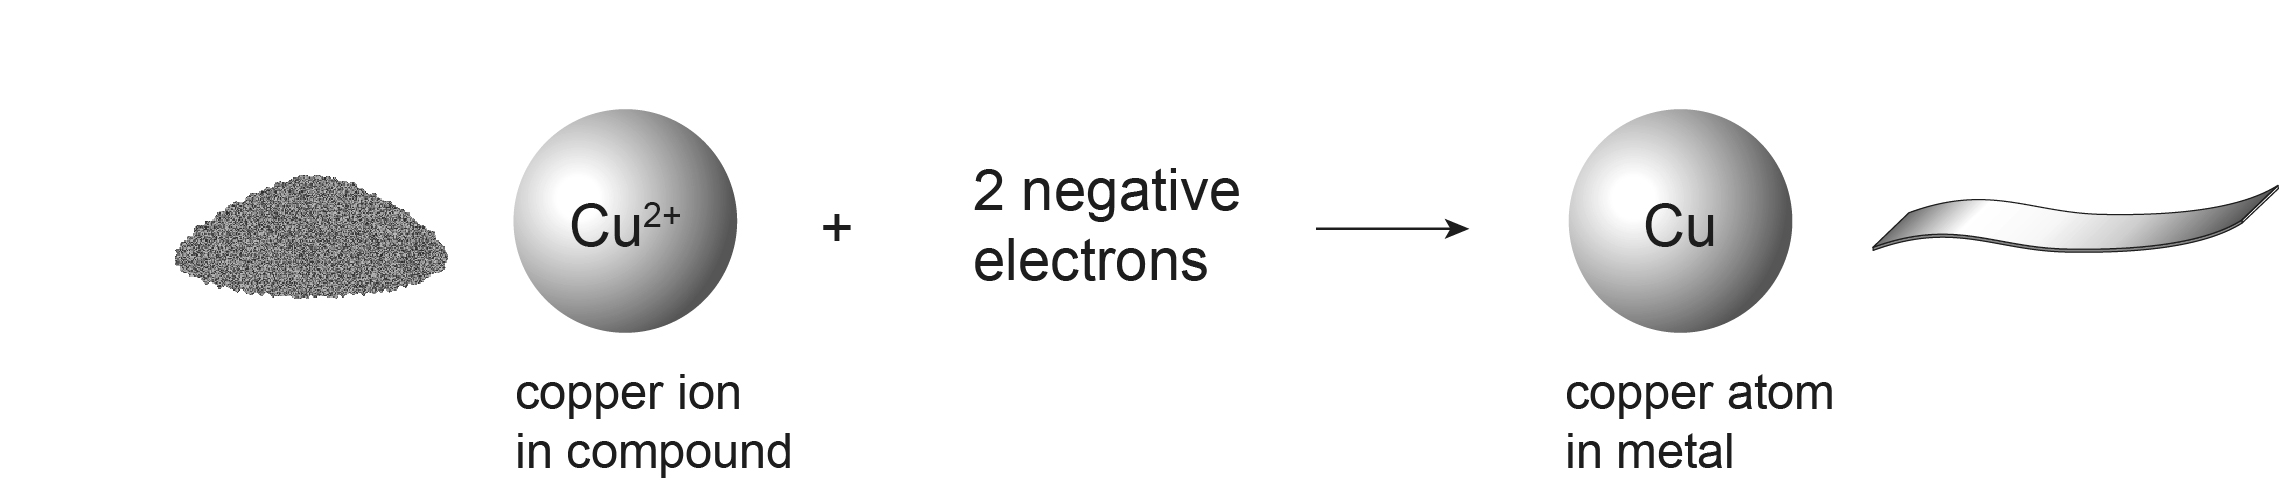 Cu²⁺ + 2 negative
electrons → Cu
copper ion
in compound
copper atom
in metal